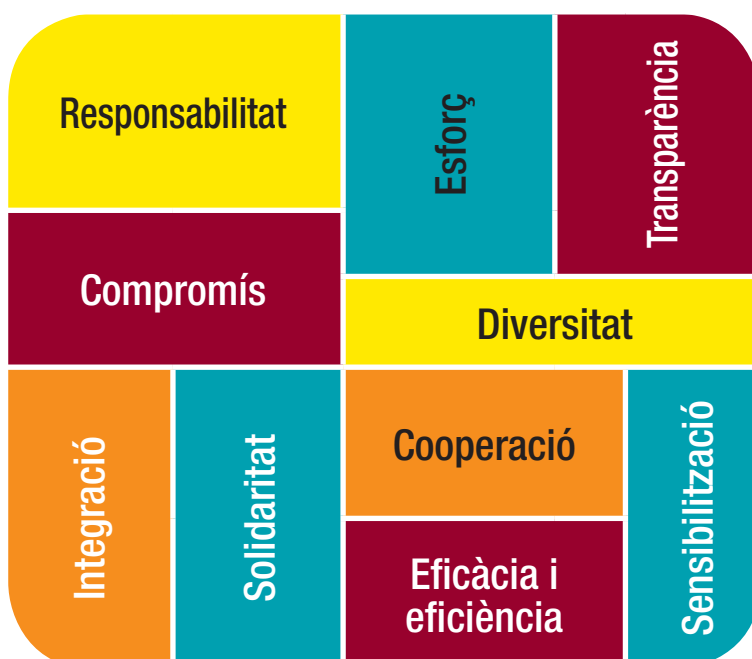 Responsabilitat
Esforç
Transparència
Compromís
Diversitat
Integració
Solidaritat
Cooperació
Sensibilització
Eficàcia i
eficiència